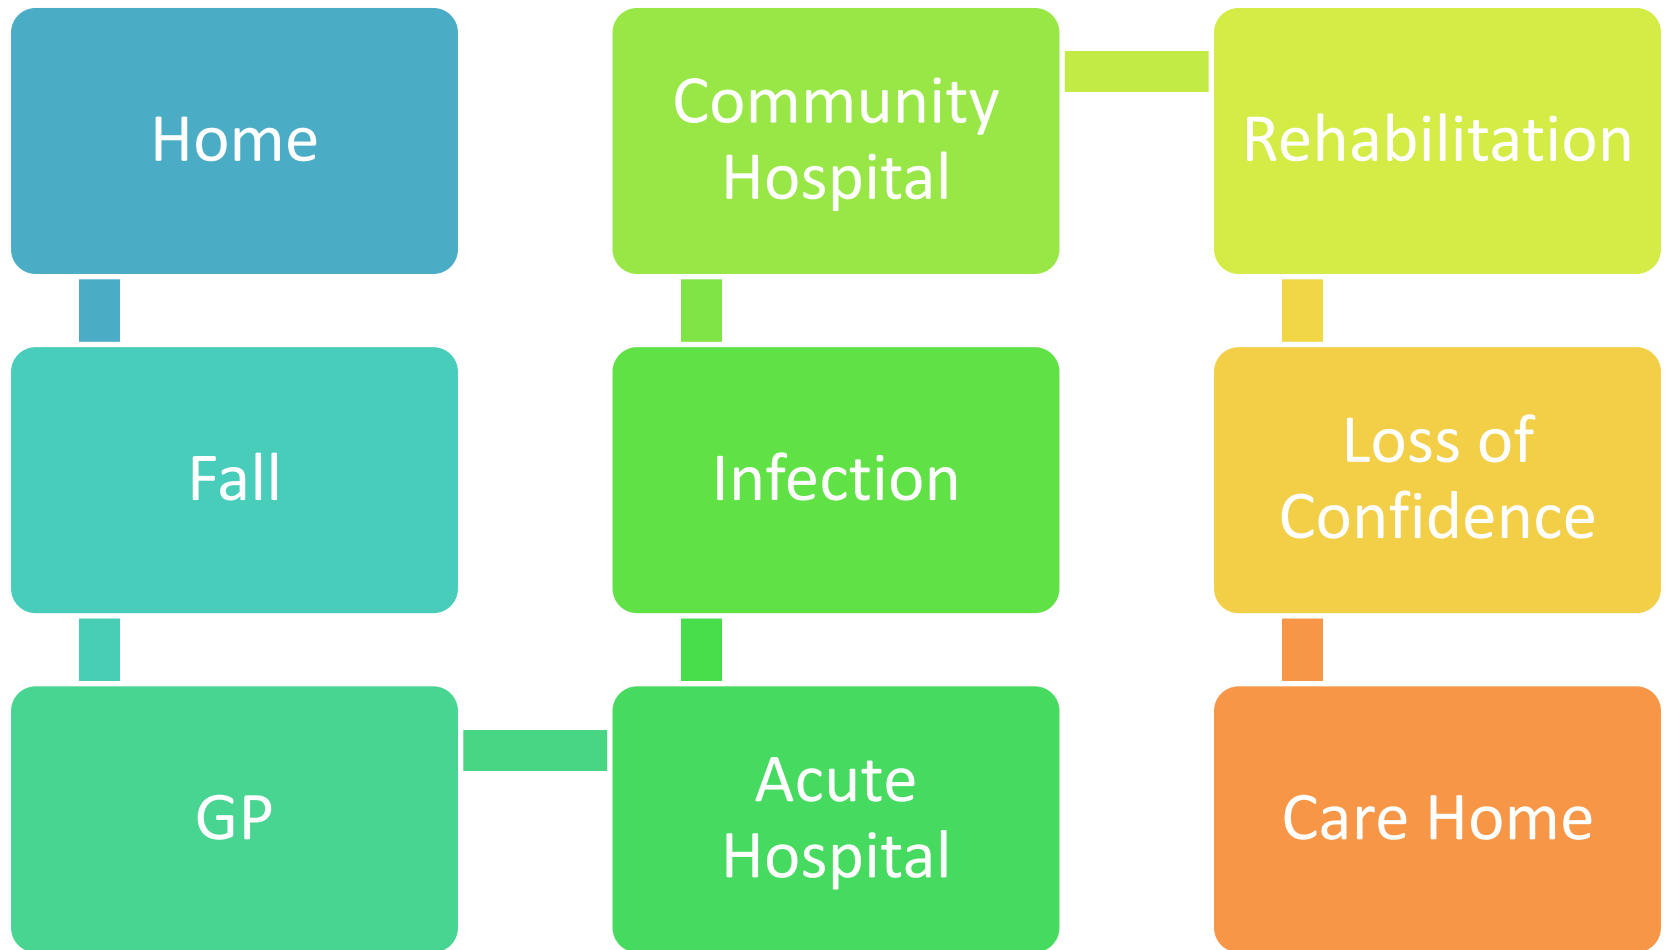 Home
Fall
GP
Acute
Hospital
Infection
Community
Hospital
Rehabilitation
Loss of
Confidence
Care Home